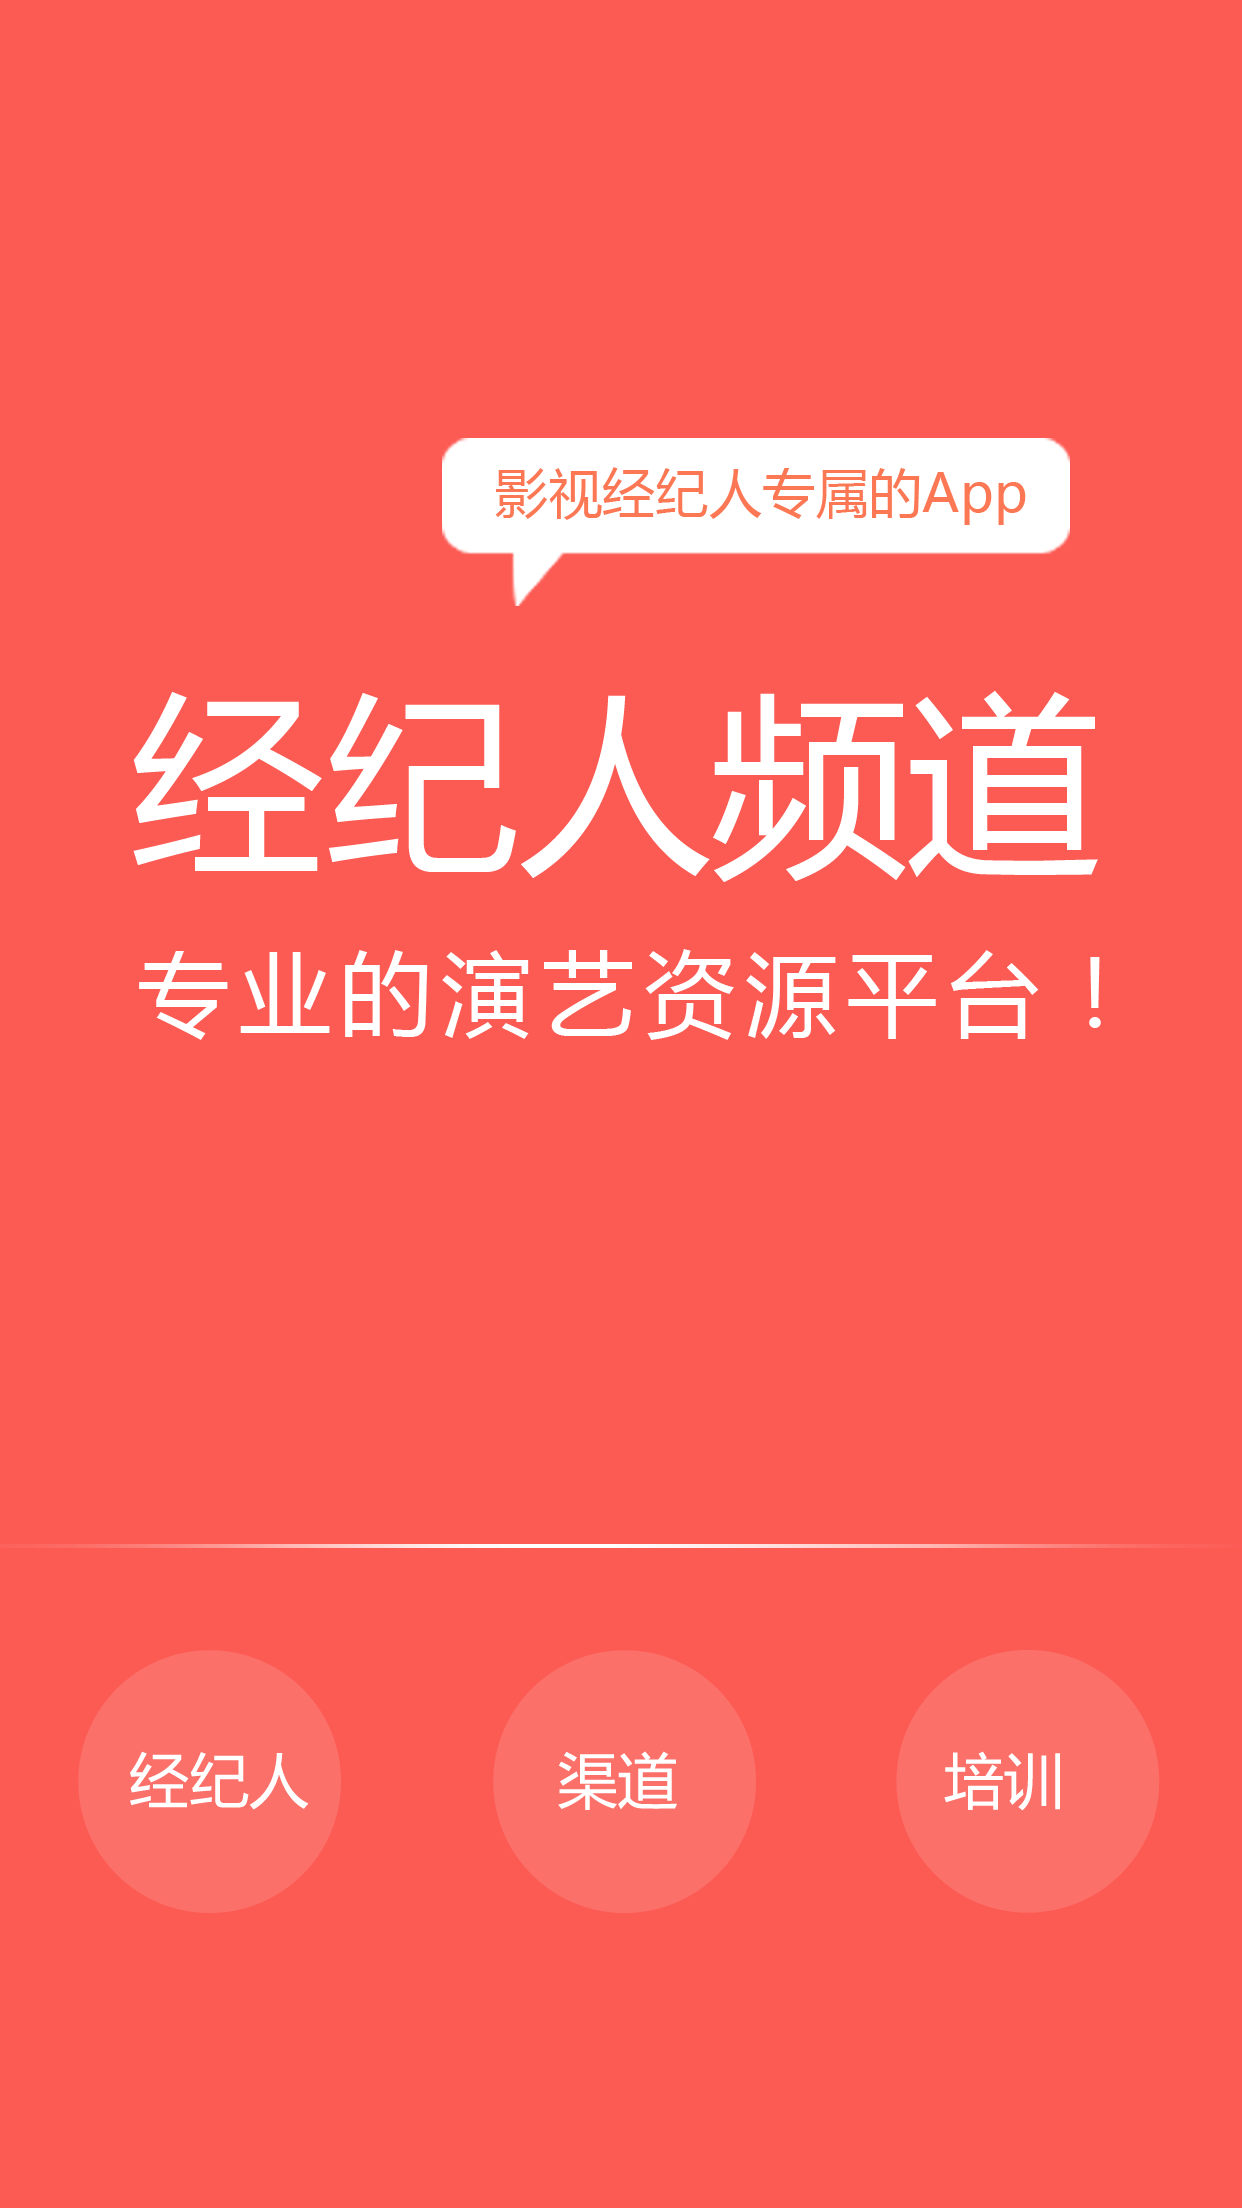 影视经纪人专属的App
经纪人频道
专业的演艺资源平台！
经纪人
渠道
培训